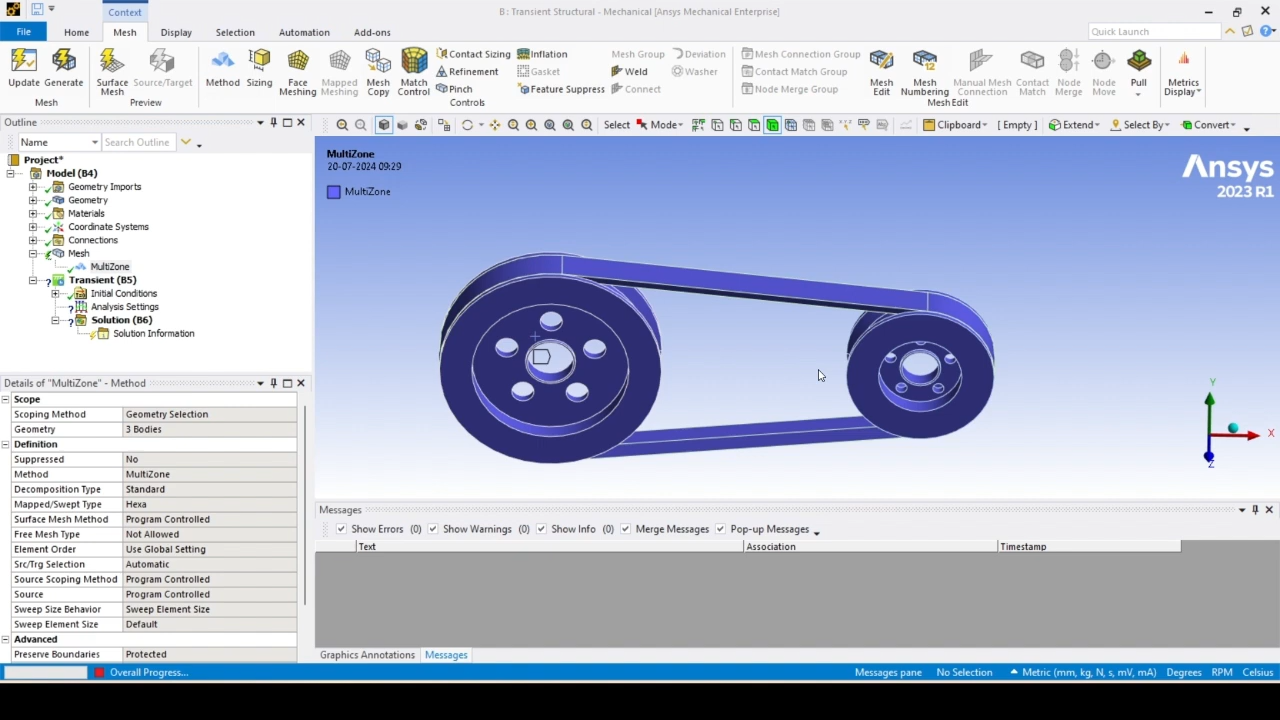 Context
B : Transient Structural - Mechanical [Ansys Mechanical Enterprise]
File Home Mesh Display Selection Automation Add-ons Quick Launch
Update Generate Surface Mesh Source/Target Method Sizing Face Meshing Mapped Meshing Mesh Copy Match Control
Contact Sizing Inflation Mesh Group Deviation
Refinement Gasket Weld Washer
Pinch Feature Suppress Connect
Mesh Connection Group
Contact Match Group
Node Merge Group
Mesh Edit Mesh Numbering Manual Mesh Connection Contact Match Node Merge Node Move Pull Metrics Display
Mesh Preview Controls Mesh Edit
Outline
Select Mode Clipboard [ Empty ] Extend Select By Convert
Name Search Outline
Project*
Model (B4)
Geometry Imports
Geometry
Materials
Coordinate Systems
Connections
Mesh
MultiZone
Transient (B5)
Initial Conditions
Analysis Settings
Solution (B6)
Solution Information
MultiZone
20-07-2024 09:29
MultiZone
Ansys
2023 R1
Y
X
Z
Details of "MultiZone" - Method
Scope
Scoping Method Geometry Selection
Geometry 3 Bodies
Definition
Suppressed No
Method MultiZone
Decomposition Type Standard
Mapped/Swept Type Hexa
Surface Mesh Method Program Controlled
Free Mesh Type Not Allowed
Element Order Use Global Setting
Src/Trg Selection Automatic
Source Scoping Method Program Controlled
Source Program Controlled
Sweep Size Behavior Sweep Element Size
Sweep Element Size Default
Advanced
Preserve Boundaries Protected
Messages
Show Errors (0) Show Warnings (0) Show Info (0) Merge Messages Pop-up Messages
Text Association Timestamp
Graphics Annotations Messages
Overall Progress... Messages pane No Selection Metric (mm, kg, N, s, mV, mA) Degrees RPM Celsius